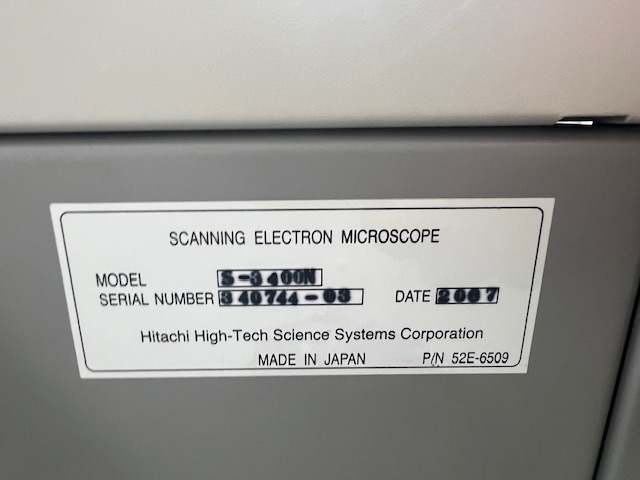 SCANNING ELECTRON MICROSCOPE
MODEL S-3400N
SERIAL NUMBER 340744-03 DATE 2007
Hitachi High-Tech Science Systems Corporation
MADE IN JAPAN P/N 52E-6509